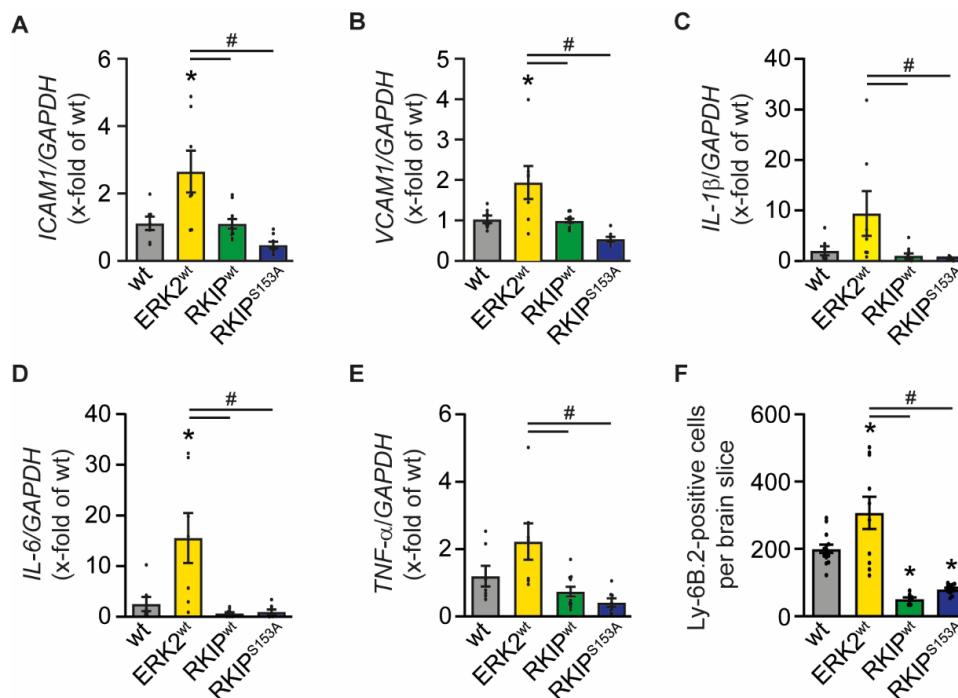 A
ICAM1/GAPDH
(x-fold of wt)
6
4
2
0
*
#
wt
ERK2wt
RKIPwt
RKIPS153A
B
VCAM1/GAPDH
(x-fold of wt)
5
4
3
2
1
0
*
#
wt
ERK2wt
RKIPwt
RKIPS153A
C
IL-1β/GAPDH
(x-fold of wt)
40
30
20
10
0
#
wt
ERK2wt
RKIPwt
RKIPS153A
D
IL-6/GAPDH
(x-fold of wt)
40
30
20
10
0
*
#
wt
ERK2wt
RKIPwt
RKIPS153A
E
TNF-α/GAPDH
(x-fold of wt)
6
4
2
0
#
wt
ERK2wt
RKIPwt
RKIPS153A
F
Ly-6B.2-positive cells
per brain slice
600
400
200
0
*
#
*
*
wt
ERK2wt
RKIPwt
RKIPS153A